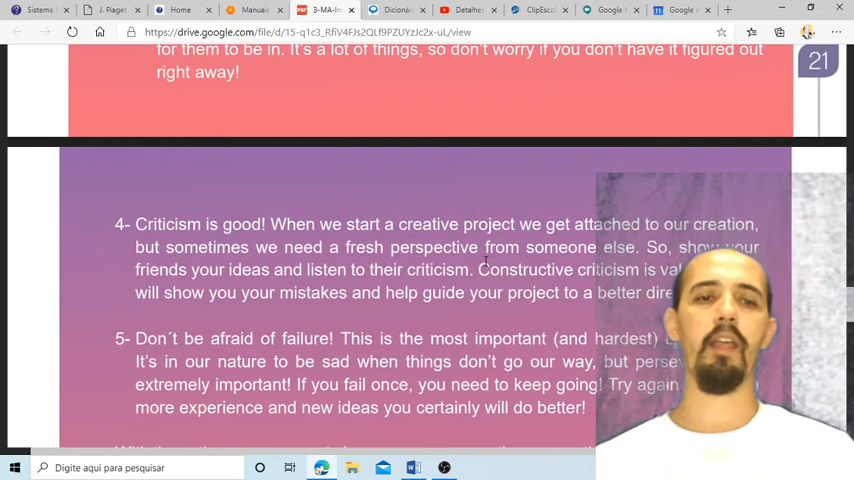 Sistema
J. Piaget
Home
Manuais
3-MA-In
Dicioná
Detalhes
ClipEsco
Google
Google
https://drive.google.com/file/d/15-q1c3_RfiV4FJs2QLf9PZUYzJc2x-uL/view
for them to be in. It's a lot of things, so don't worry if you don't have it figured out
right away!
21
4- Criticism is good! When we start a creative project we get attached to our creation,
but sometimes we need a fresh perspective from someone else. So, show your
friends your ideas and listen to their criticism. Constructive criticism is val
will show you your mistakes and help guide your project to a better dire
5- Don´t be afraid of failure! This is the most important (and hardest)
It's in our nature to be sad when things don't go our way, but perse
extremely important! If you fail once, you need to keep going! Try again
more experience and new ideas you certainly will do better!
Digite aqui para pesquisar